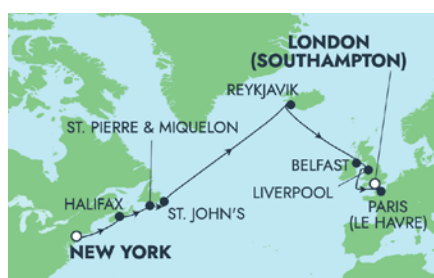 LONDON
(SOUTHAMPTON)
REYKJAVIK
ST. PIERRE & MIQUELON
BELFAST
LIVERPOOL
HALIFAX
ST. JOHN'S
PARIS
(LE HAVRE)
NEW YORK